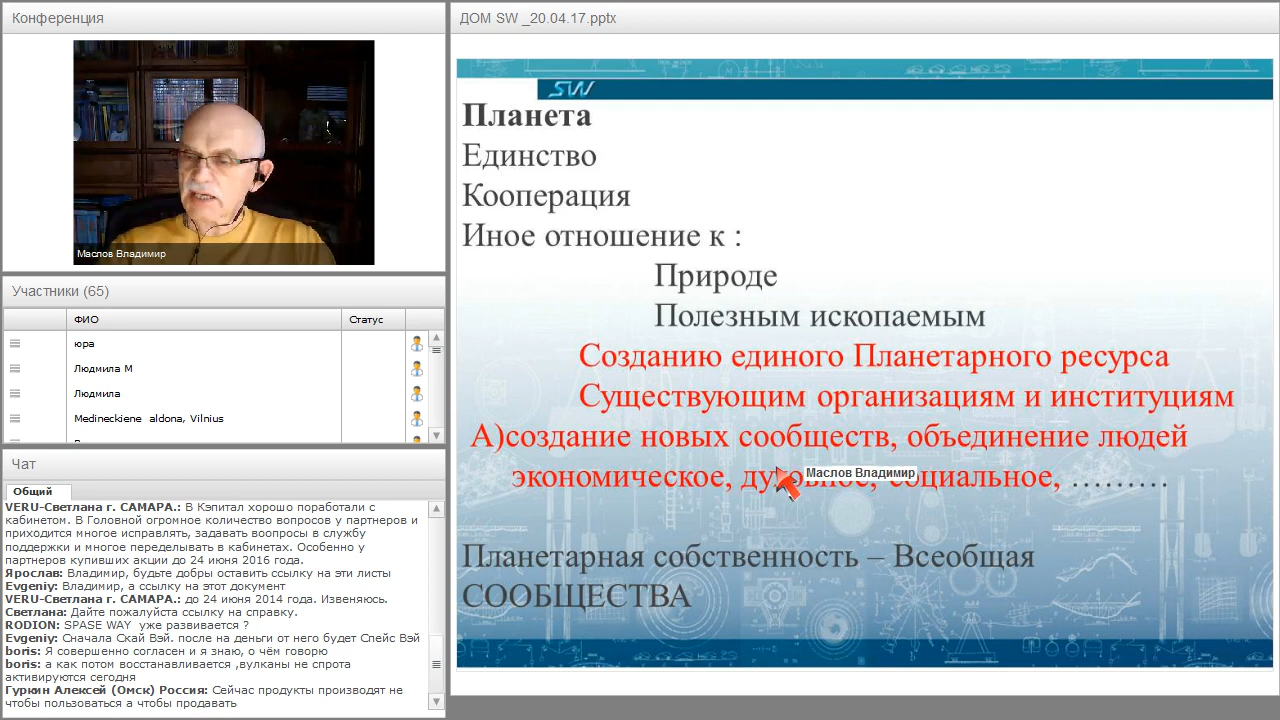 Конференция
Маслов Владимир
Участники (65)
ФИО
Статус
юра
Людмила М
Людмила
Medineckiene aldona, Vilnius
Чат
Общий
VERU-Светлана г. САМАРА.: В Кэпитал хорошо поработали с
кабинетом. В Головной огромное количество вопросов у партнеров и
приходится многое исправлять, задавать вопросы в службу
поддержки и многое переделывать в кабинетах. Особенно у
партнеров купивших акции до 24 июня 2016 года.
Ярослав: Владимир, будьте добры оставить ссылку на эти листы
Evgeniy: Владимир, а ссылку на этот документ
VERU-Светлана г. САМАРА.: до 24 июня 2014 года. Извеняюсь.
Светлана: Дайте пожалуйста ссылку на справку.
RODION: SPASE WAY уже развивается ?
Evgeniy: Сначала Скай Вэй. после на деньги от него будет Спейс Вэй
boris: Я совершенно согласен и я знаю, о чём говорю.
boris: а как потом восстанавливается ,вулканы не спрота
активируются сегодня
Гуркин Алексей (Омск) Россия: Сейчас продукты производят не
чтобы пользоваться а чтобы продавать
ДОМ SW _20.04.17.pptx
SW
Планета
Единство
Кооперация
Иное отношение к :
Природе
Полезным ископаемым
Созданию единого Планетарного ресурса
Существующим организациям и институциям
А)создание новых сообществ, объединение людей
экономическое, духовное, социальное, ………
Маслов Владимир
Планетарная собственность – Всеобщая
СООБЩЕСТВА